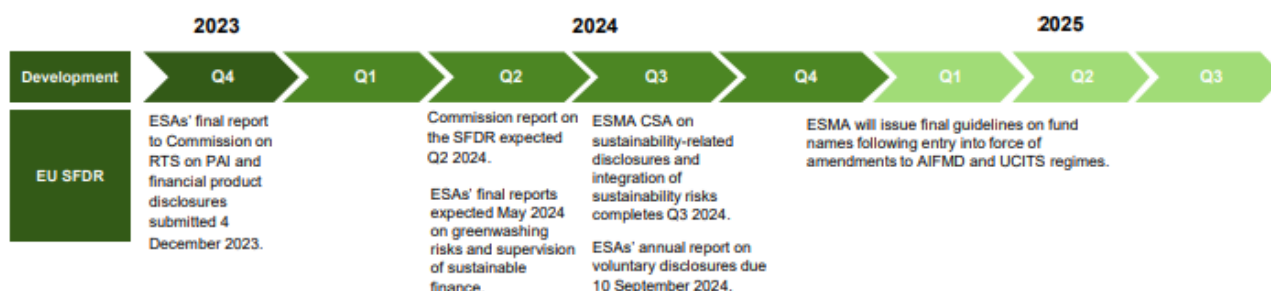 2023
2024
2025
Development
Q4
Q1
Q2
Q3
Q4
Q1
Q2
Q3
EU SFDR
ESAs' final report
to Commission on
RTS on PAI and
financial product
disclosures
submitted 4
December 2023.
Commission report on
the SFDR expected
Q2 2024.
ESAs' final reports
expected May 2024
on greenwashing
risks and supervision
of sustainable
finance
ESMA CSA on
sustainability-related
disclosures and
integration of
sustainability risks
completes Q3 2024.
ESAs' annual report on
voluntary disclosures due
10 September 2024.
ESMA will issue final guidelines on fund
names following entry into force of
amendments to AIFMD and UCITS regimes.